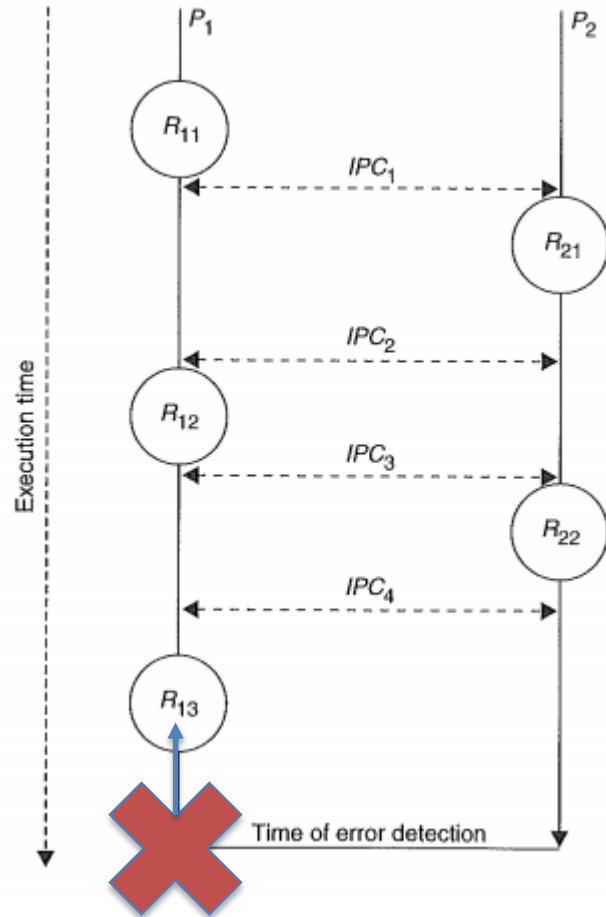 P1
P2
R11
IPC1
R21
IPC2
R12
IPC3
R22
IPC4
R13
Execution time
Time of error detection